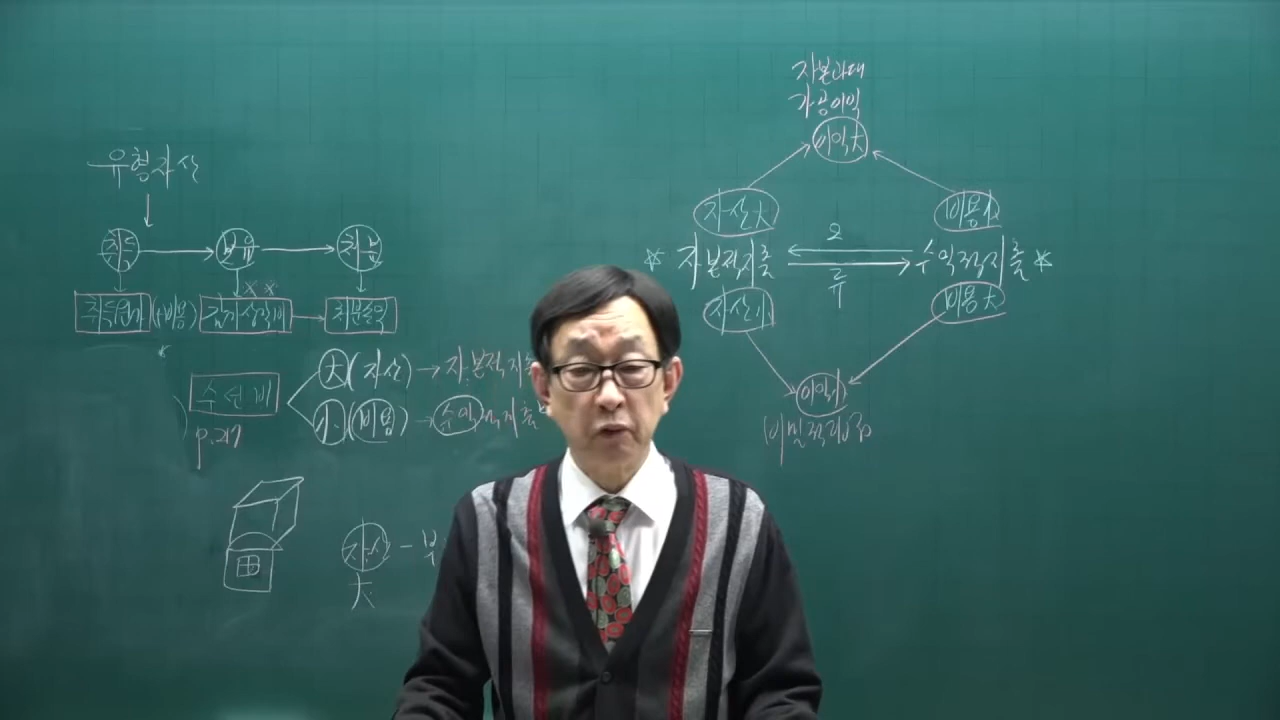 유형자산
취득 → 보유 → 처분
취득원가 (+비용) 감가상각비 → 처분손익
x x
수선비
p.217
大 (자산) → 자본적지출
小 (비용) → 수익적지출
자산 - 부
大
자본과대
가공이익
이익大
자산大
비용小
* 자본적지출
2
오류
수익적지출 *
자산小
비용大
이익小
(비밀적립금)